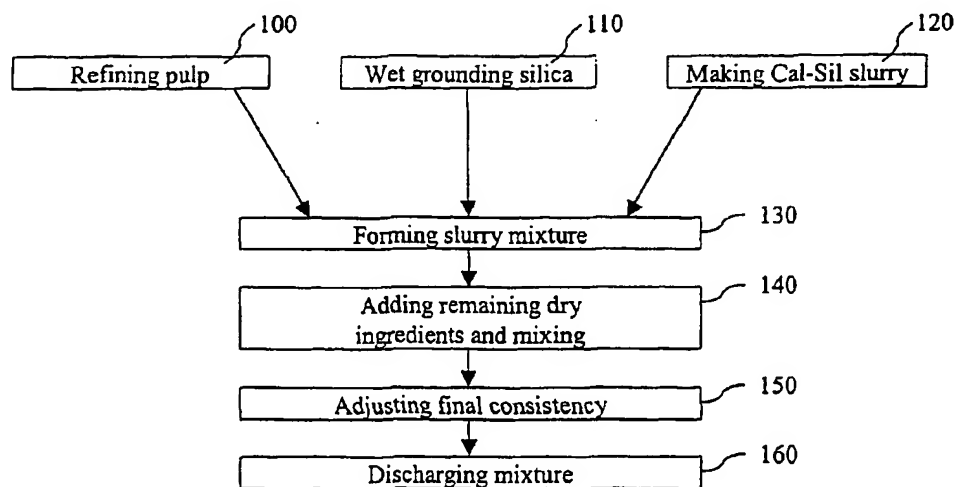 100
110
120
Refining pulp
Wet grounding silica
Making Cal-Sil slurry
130
Forming slurry mixture
140
Adding remaining dry
ingredients and mixing
150
Adjusting final consistency
160
Discharging mixture